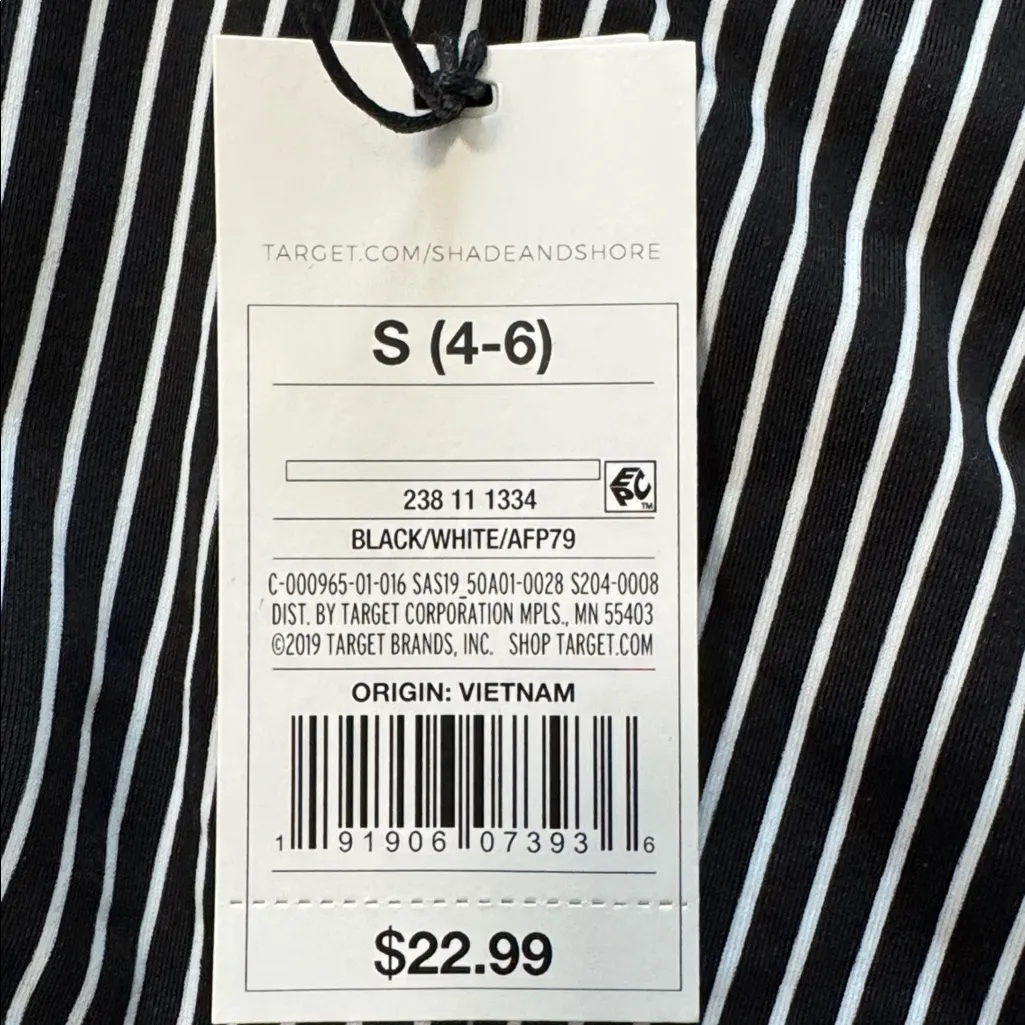 TARGET.COM/SHADEANDSHORE
S (4-6)
EPC™
238 11 1334
BLACK/WHITE/AFP79
C-000965-01-016 SAS19_50A01-0028 S204-0008
DIST. BY TARGET CORPORATION MPLS., MN 55403
©2019 TARGET BRANDS, INC. SHOP TARGET.COM
ORIGIN: VIETNAM
1 91906 07393 6
$22.99